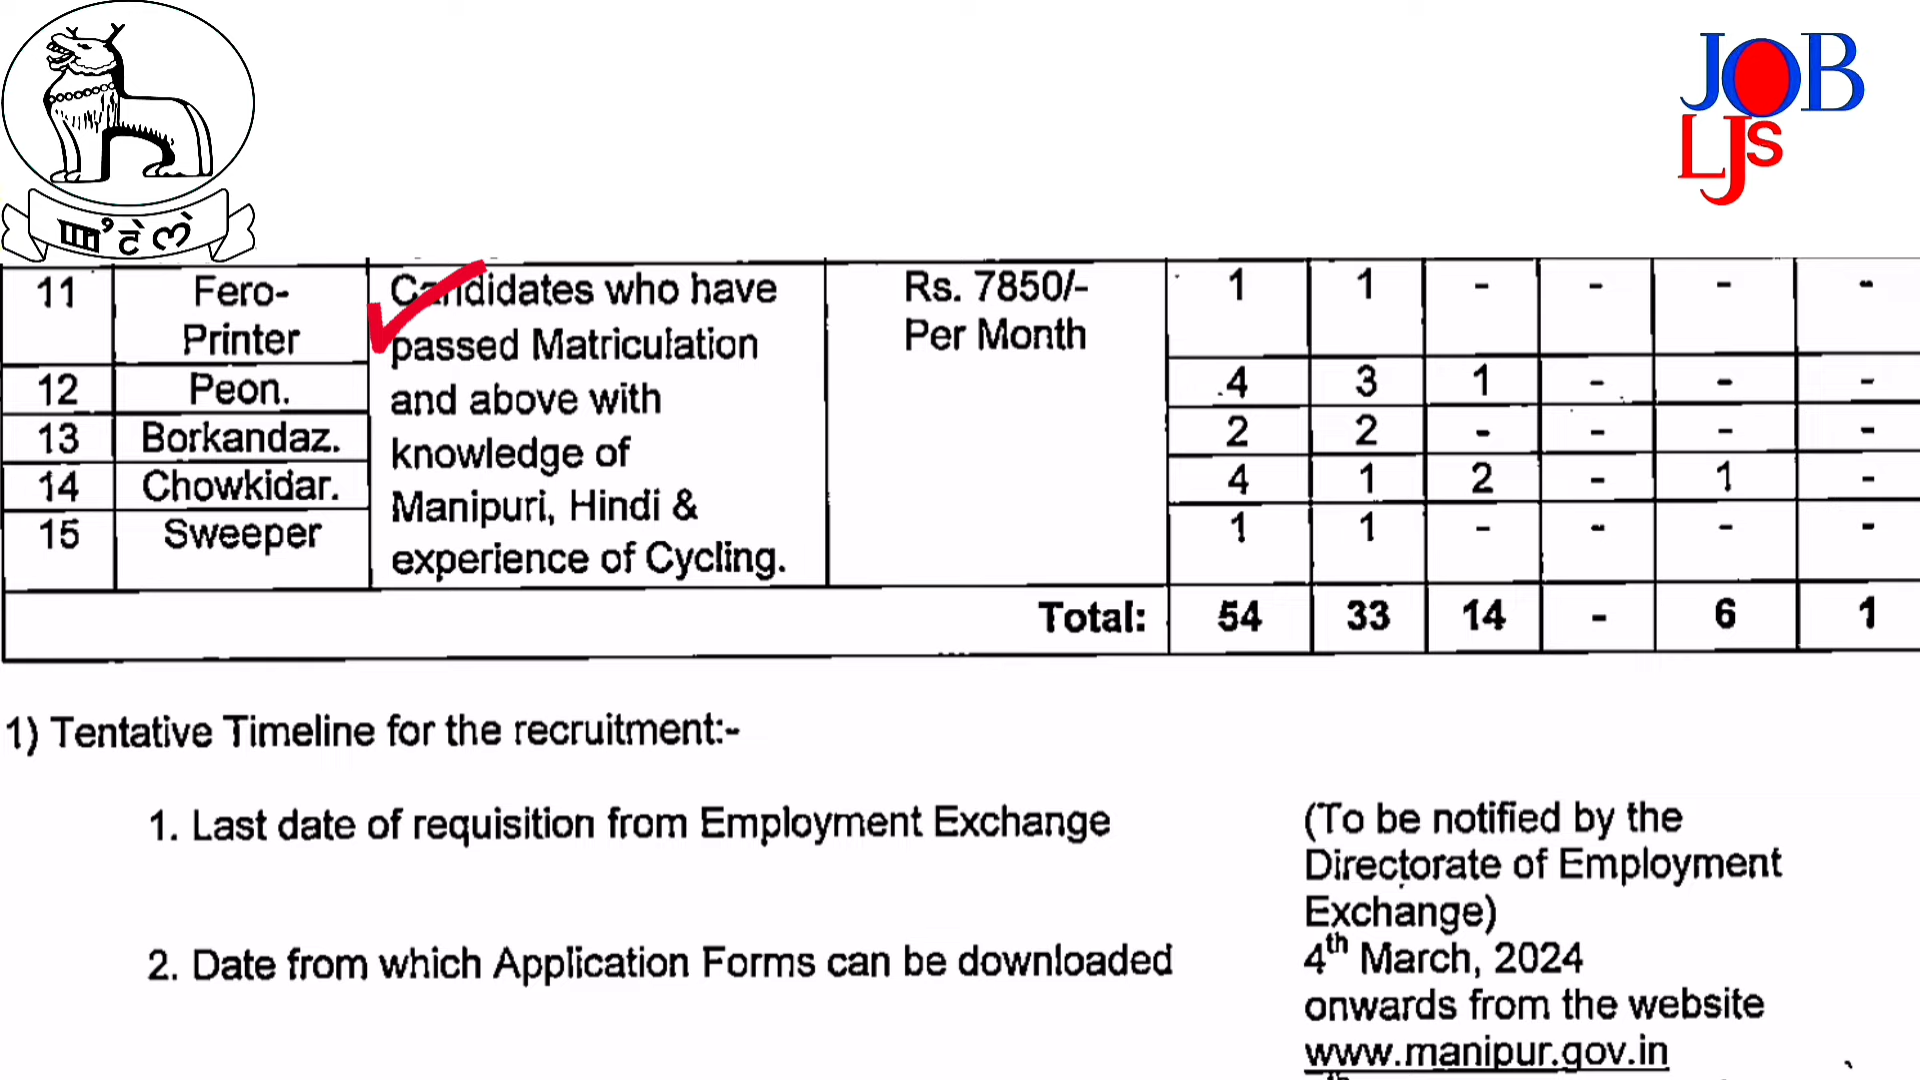 JOB
LJS
11 Fero-Printer Candidates who have passed Matriculation and above with knowledge of Manipuri, Hindi & experience of Cycling. Rs. 7850/- Per Month 1 1 - - - -
12 Peon. 4 3 1 - - -
13 Borkandaz. 2 2 - - - -
14 Chowkidar. 4 1 2 - 1 -
15 Sweeper 1 1 - - - -
Total: 54 33 14 - 6 1
1) Tentative Timeline for the recruitment:-
1. Last date of requisition from Employment Exchange (To be notified by the
Directorate of Employment
Exchange)
2. Date from which Application Forms can be downloaded 4th March, 2024
onwards from the website
www.manipur.gov.in